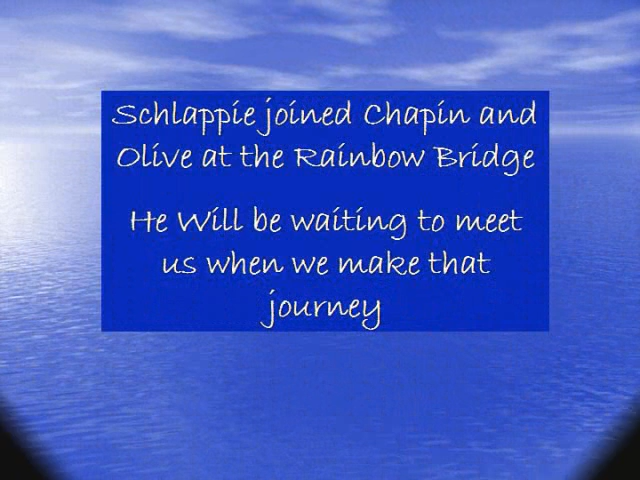 Schlappie joined Chapin and
Olive at the Rainbow Bridge
He Will be waiting to meet
us when we make that
journey